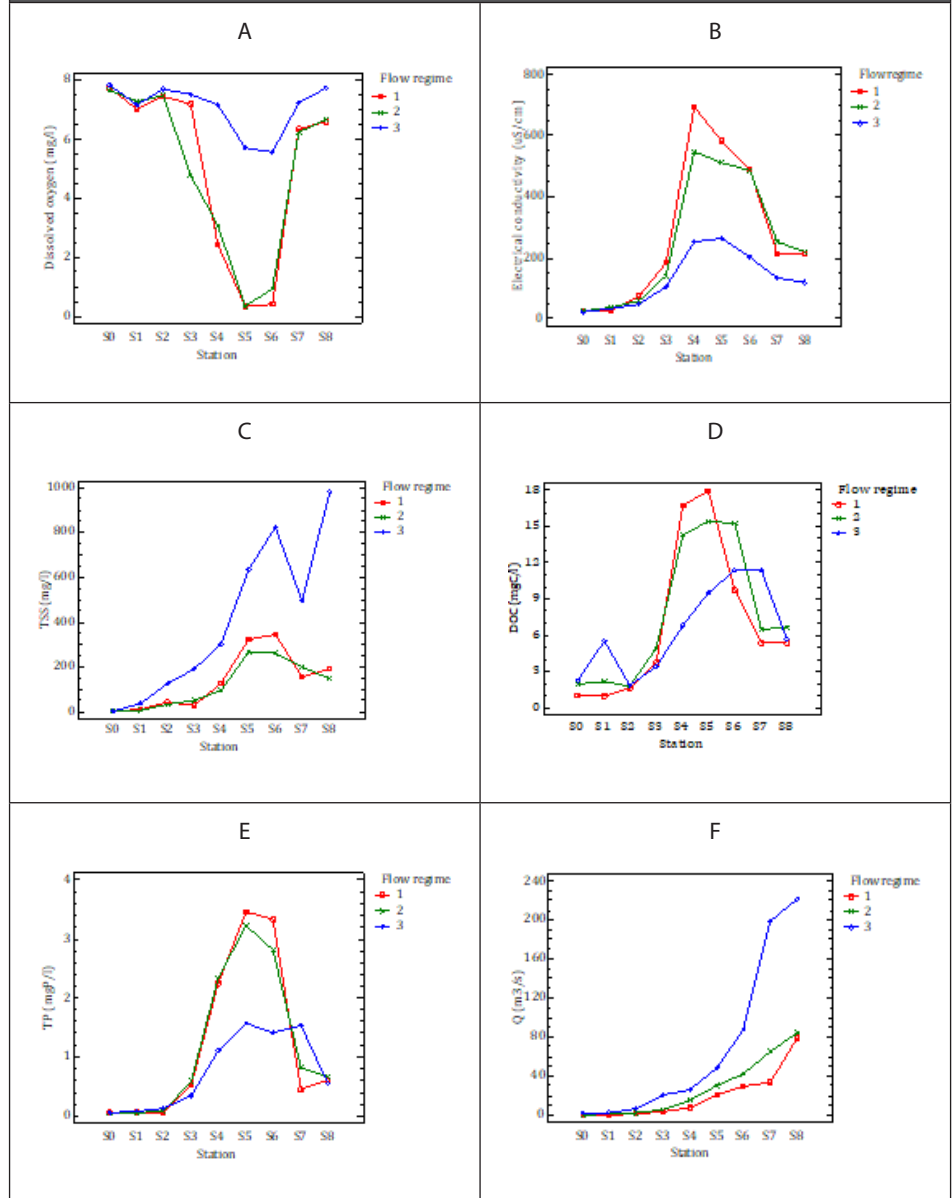 A
Flow regime
1
2
3
8
6
4
2
0
Dissolved oxygen (mg/l)
S0 S1 S2 S3 S4 S5 S6 S7 S8
Station
B
Flow regime
1
2
3
800
600
400
200
0
Electrical conductivity (uS/cm)
S0 S1 S2 S3 S4 S5 S6 S7 S8
Station
C
Flow regime
1
2
3
1000
800
600
400
200
0
TSS (mg/l)
S0 S1 S2 S3 S4 S5 S6 S7 S8
Station
D
Flow regime
1
2
3
18
15
12
9
6
3
0
DOC (mgC/l)
S0 S1 S2 S3 S4 S5 S6 S7 S8
Station
E
Flow regime
1
2
3
4
3
2
1
0
TP (mgP/l)
S0 S1 S2 S3 S4 S5 S6 S7 S8
Station
F
Flow regime
1
2
3
240
200
160
120
80
40
0
Q (m3/s)
S0 S1 S2 S3 S4 S5 S6 S7 S8
Station